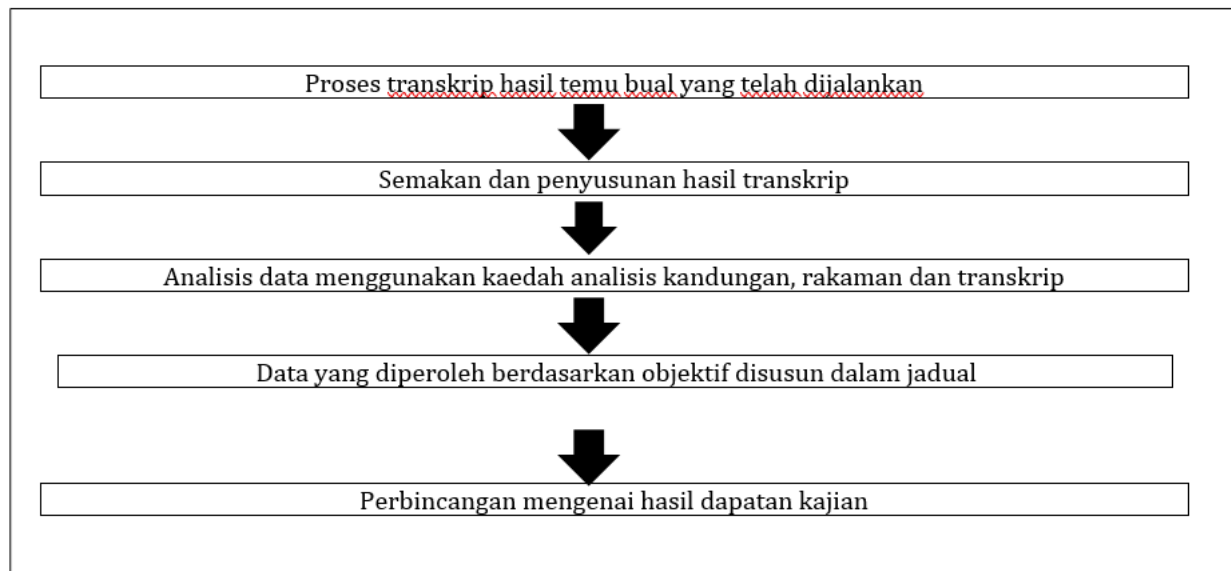 Proses transkrip hasil temu bual yang telah dijalankan
Semakan dan penyusunan hasil transkrip
Analisis data menggunakan kaedah analisis kandungan, rakaman dan transkrip
Data yang diperoleh berdasarkan objektif disusun dalam jadual
Perbincangan mengenai hasil dapatan kajian